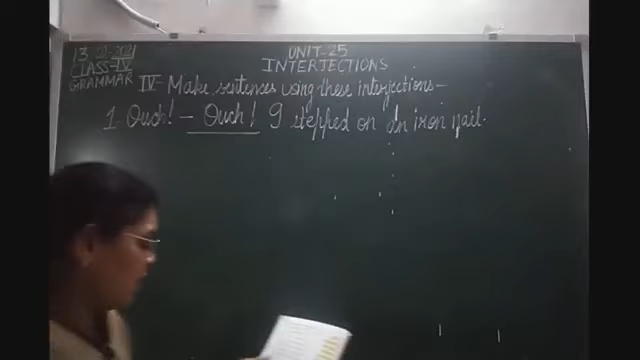 13 -01-2021
CLASS-IV
GRAMMAR
UNIT-25
INTERJECTIONS
IV- Make sentences using these interjections-
1- Ouch! - Ouch! I stepped on an iron nail.